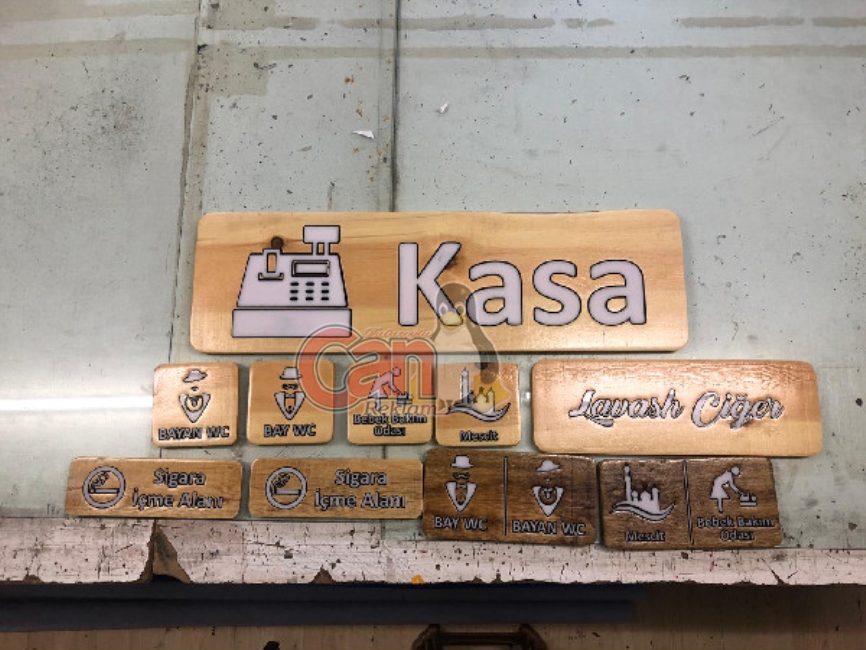 Kasa
Can
Reklam
BAYAN WC
BAY WC
Bebek Bakım
Odası
Mescit
Lavash Ciğer
Sigara
İçme Alanı
Sigara
İçme Alanı
BAY WC
BAYAN WC
Mescit
Bebek Bakım
Odası